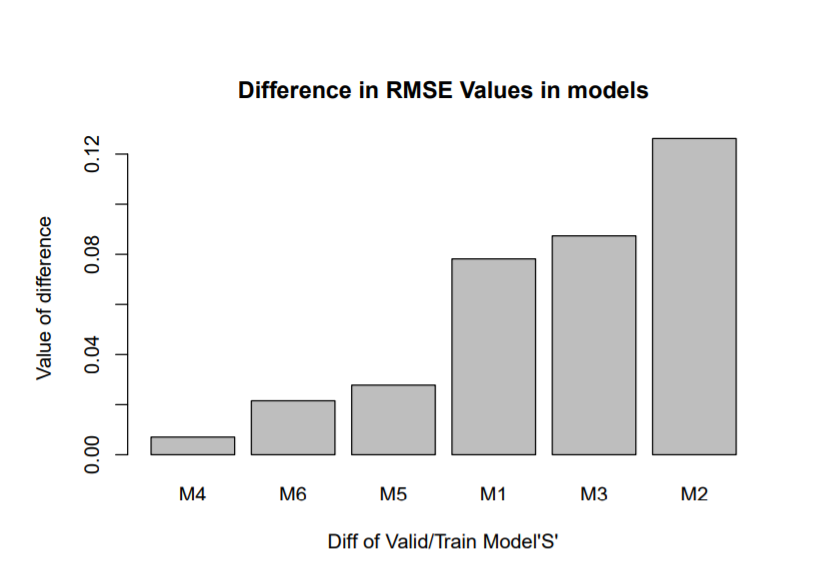 Difference in RMSE Values in models
Value of difference
0.12
0.08
0.04
0.00
M4 M6 M5 M1 M3 M2
Diff of Valid/Train Model'S'